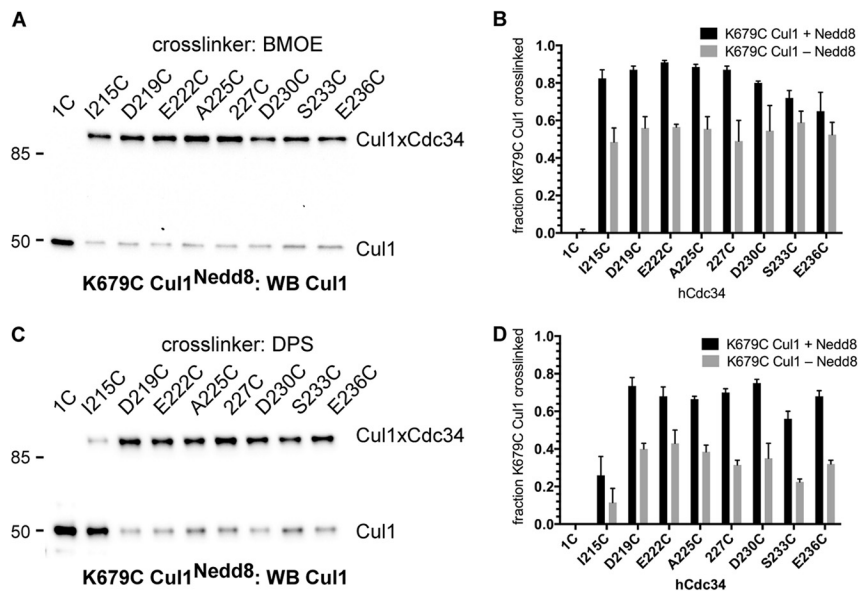 A
crosslinker: BMOE
1C I215C D219C E222C A225C 227C D230C S233C E236C
85 - Cul1xCdc34
50 - Cul1
K679C Cul1Nedd8: WB Cul1
B
K679C Cul1 + Nedd8
K679C Cul1 – Nedd8
fraction K679C Cul1 crosslinked
1.0
0.8
0.6
0.4
0.2
0.0
1C I215C D219C E222C A225C 227C D230C S233C E236C
hCdc34
C
crosslinker: DPS
1C I215C D219C E222C A225C 227C D230C S233C E236C
Cul1xCdc34
85 -
50 - Cul1
K679C Cul1Nedd8: WB Cul1
D
K679C Cul1 + Nedd8
K679C Cul1 – Nedd8
fraction K679C Cul1 crosslinked
1.0
0.8
0.6
0.4
0.2
0.0
1C I215C D219C E222C A225C 227C D230C S233C E236C
hCdc34